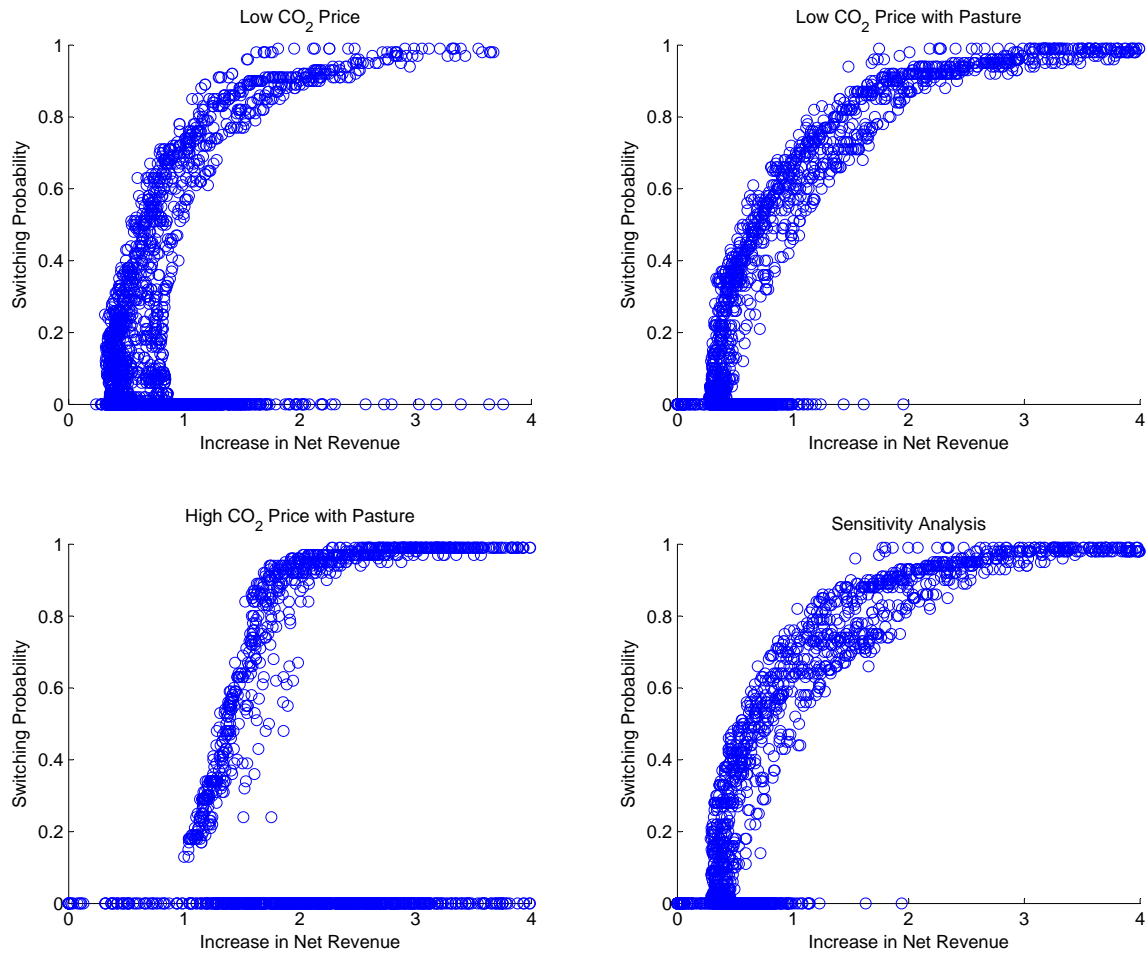 Low CO2 Price
1
0.8
0.6
0.4
0.2
0
Switching Probability
0 1 2 3 4
Increase in Net Revenue
Low CO2 Price with Pasture
1
0.8
0.6
0.4
0.2
0
Switching Probability
0 1 2 3 4
Increase in Net Revenue
High CO2 Price with Pasture
1
0.8
0.6
0.4
0.2
0
Switching Probability
0 1 2 3 4
Increase in Net Revenue
Sensitivity Analysis
1
0.8
0.6
0.4
0.2
0
Switching Probability
0 1 2 3 4
Increase in Net Revenue